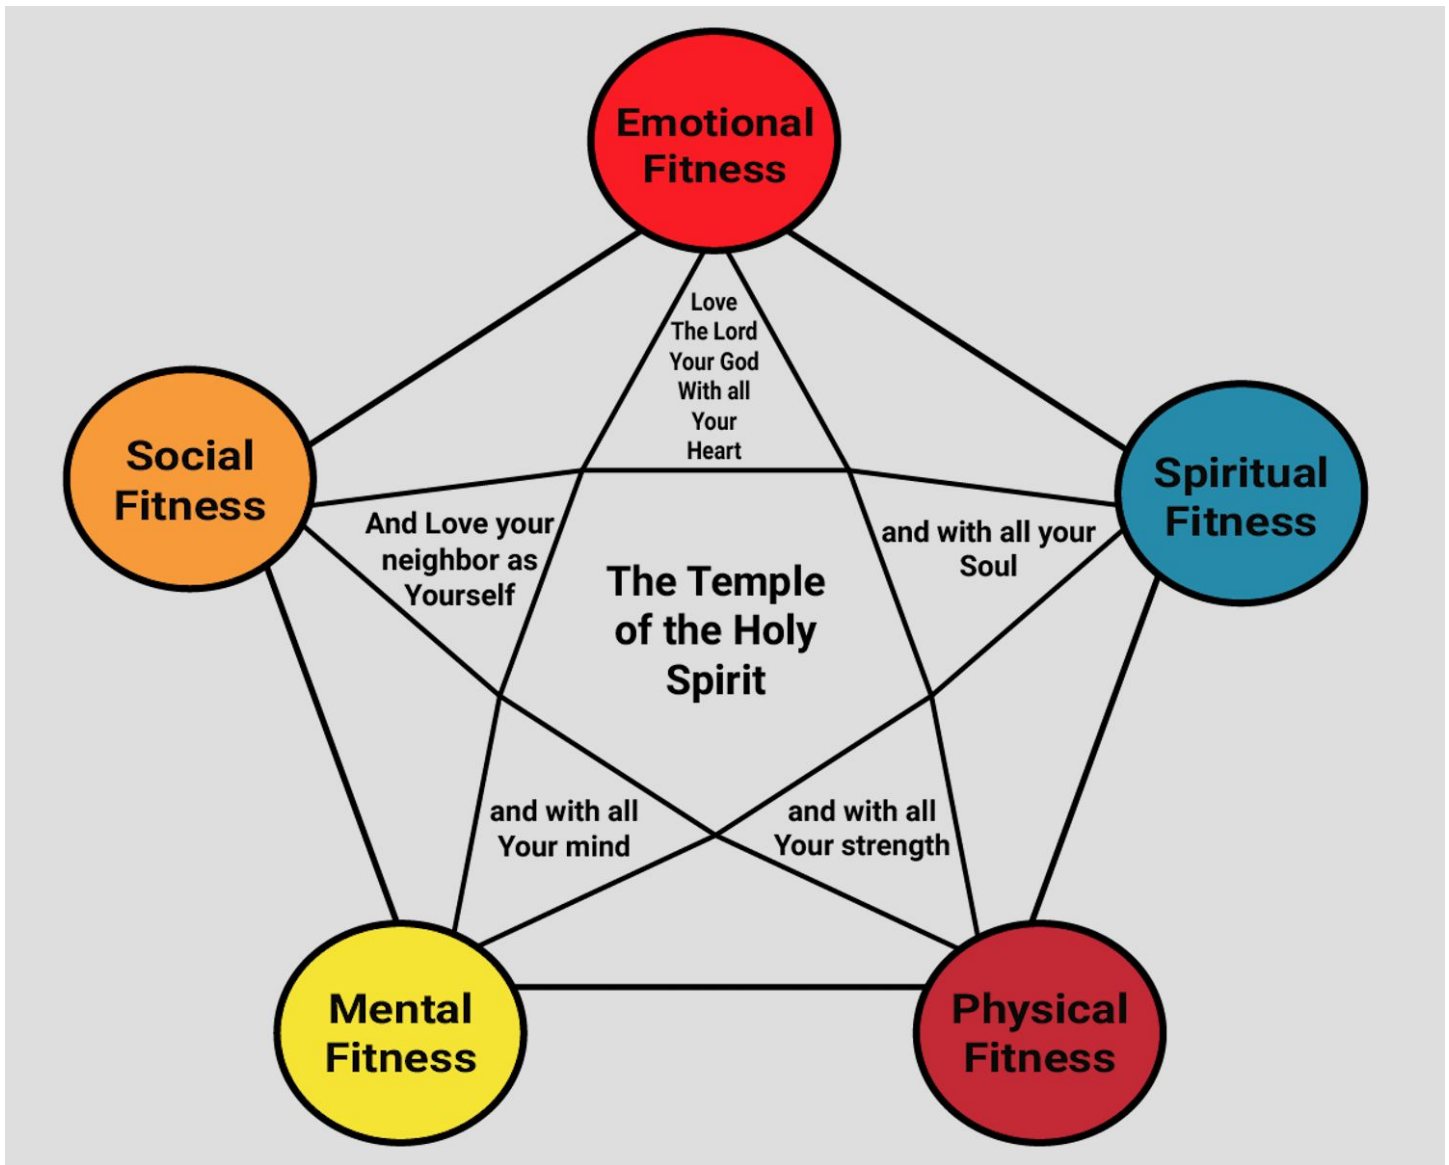 Emotional
Fitness
Love
The Lord
Your God
With all
Your
Heart
Social
Fitness
Spiritual
Fitness
And Love your
neighbor as
Yourself
and with all your
Soul
The Temple
of the Holy
Spirit
and with all
Your mind
and with all
Your strength
Mental
Fitness
Physical
Fitness